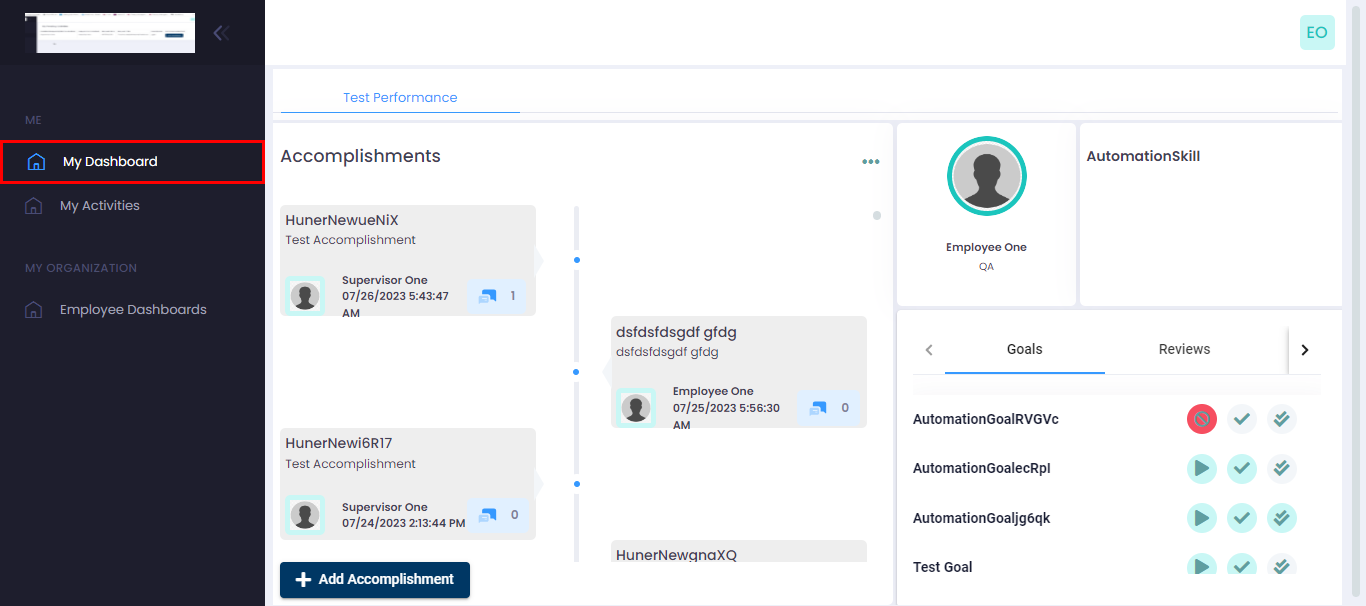 EO
ME
My Dashboard
My Activities
MY ORGANIZATION
Employee Dashboards
Test Performance
Accomplishments
HunerNewueNiX
Test Accomplishment
Supervisor One
07/26/2023 5:43:47
AM
1
dsfdsfdsgdf gfdg
dsfdsfdsgdf gfdg
Employee One
07/25/2023 5:56:30
AM
0
HunerNewi6R17
Test Accomplishment
Supervisor One
07/24/2023 2:13:44 PM
0
HunerNewgnaXQ
Add Accomplishment
Employee One
QA
AutomationSkill
Goals
Reviews
AutomationGoalRVGVc
AutomationGoalecRpI
AutomationGoaljg6qk
Test Goal